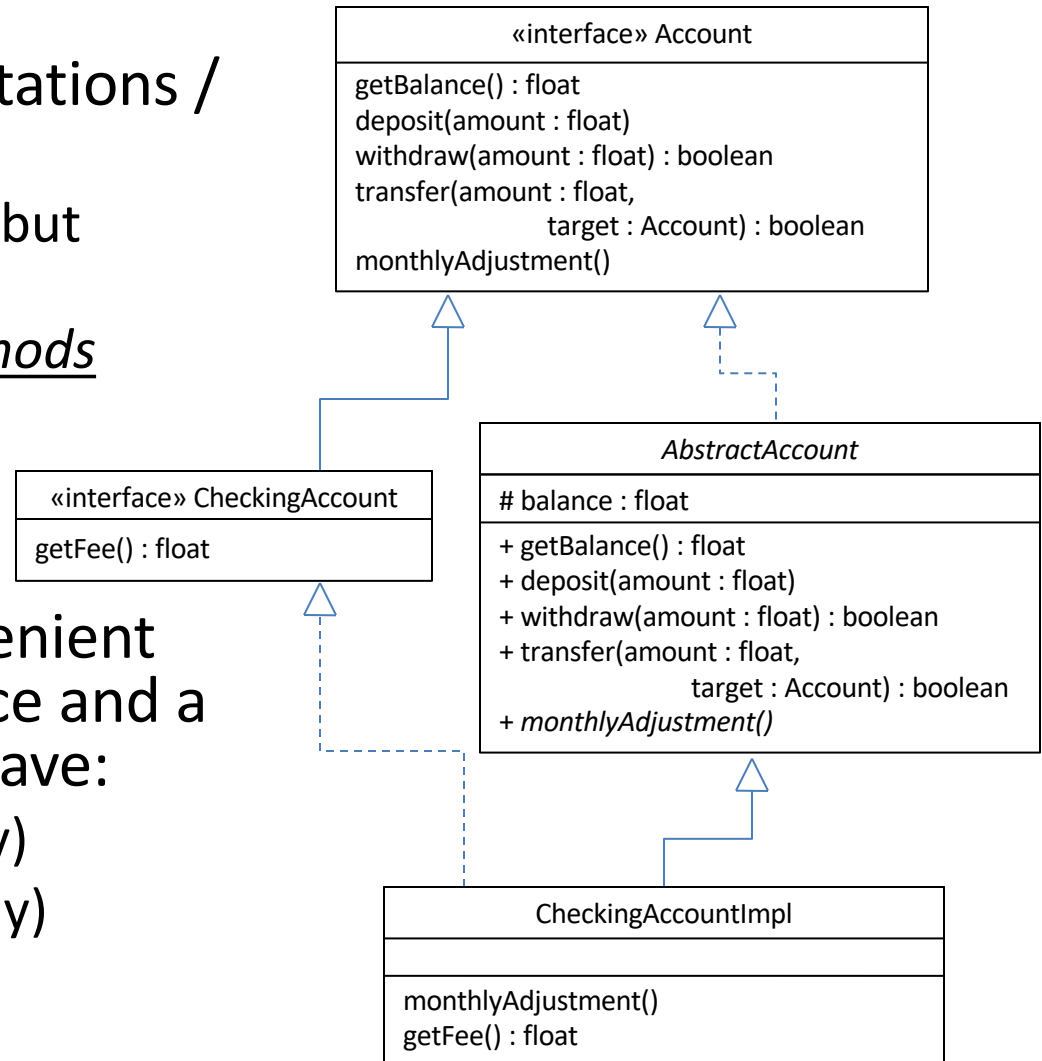 tations /
but
«interface» Account
getBalance() : float
deposit(amount : float)
withdraw(amount : float) : boolean
transfer(amount : float,
target : Account) : boolean
monthlyAdjustment()
«interface» CheckingAccount
getFee() : float
AbstractAccount
# balance : float
+ getBalance() : float
+ deposit(amount : float)
+ withdraw(amount : float) : boolean
+ transfer(amount : float,
target : Account) : boolean
+ monthlyAdjustment()
enient
ce and a
ave:
y)
y)
CheckingAccountImpl
monthlyAdjustment()
getFee() : float